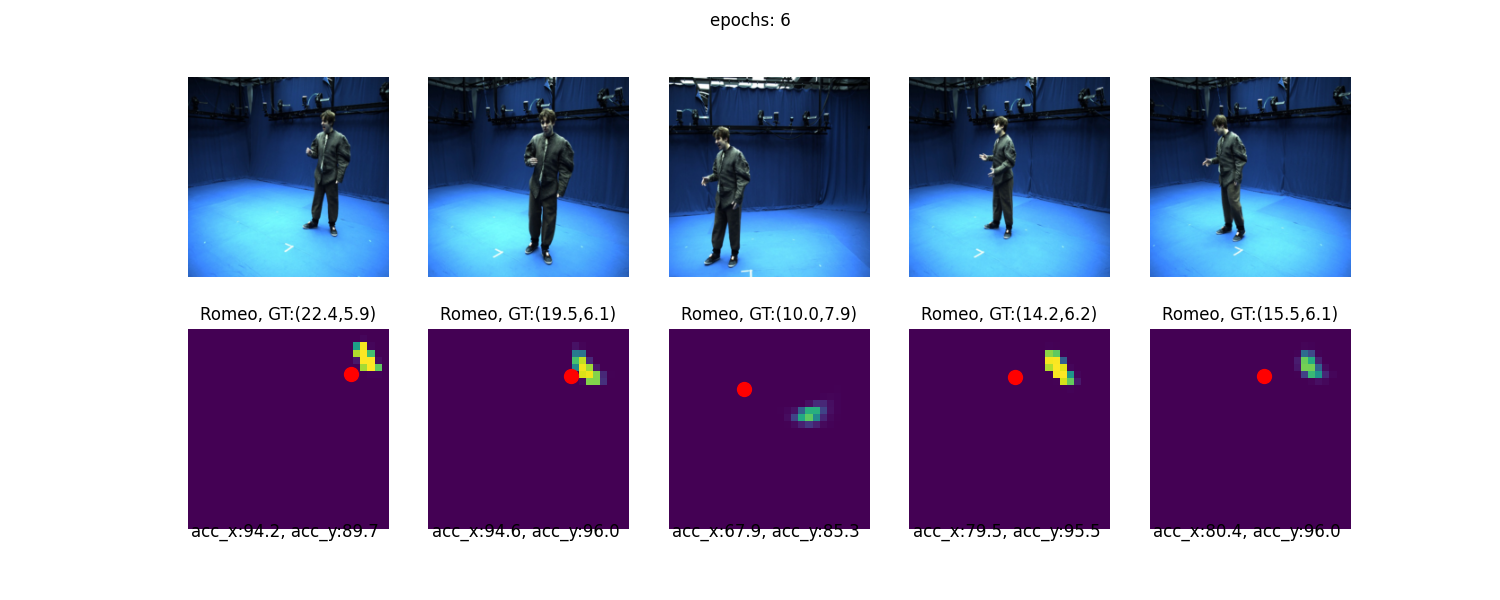 epochs: 6
Romeo, GT:(22.4,5.9)
Romeo, GT:(19.5,6.1)
Romeo, GT:(10.0,7.9)
Romeo, GT:(14.2,6.2)
Romeo, GT:(15.5,6.1)
acc_x:94.2, acc_y:89.7
acc_x:94.6, acc_y:96.0
acc_x:67.9, acc_y:85.3
acc_x:79.5, acc_y:95.5
acc_x:80.4, acc_y:96.0